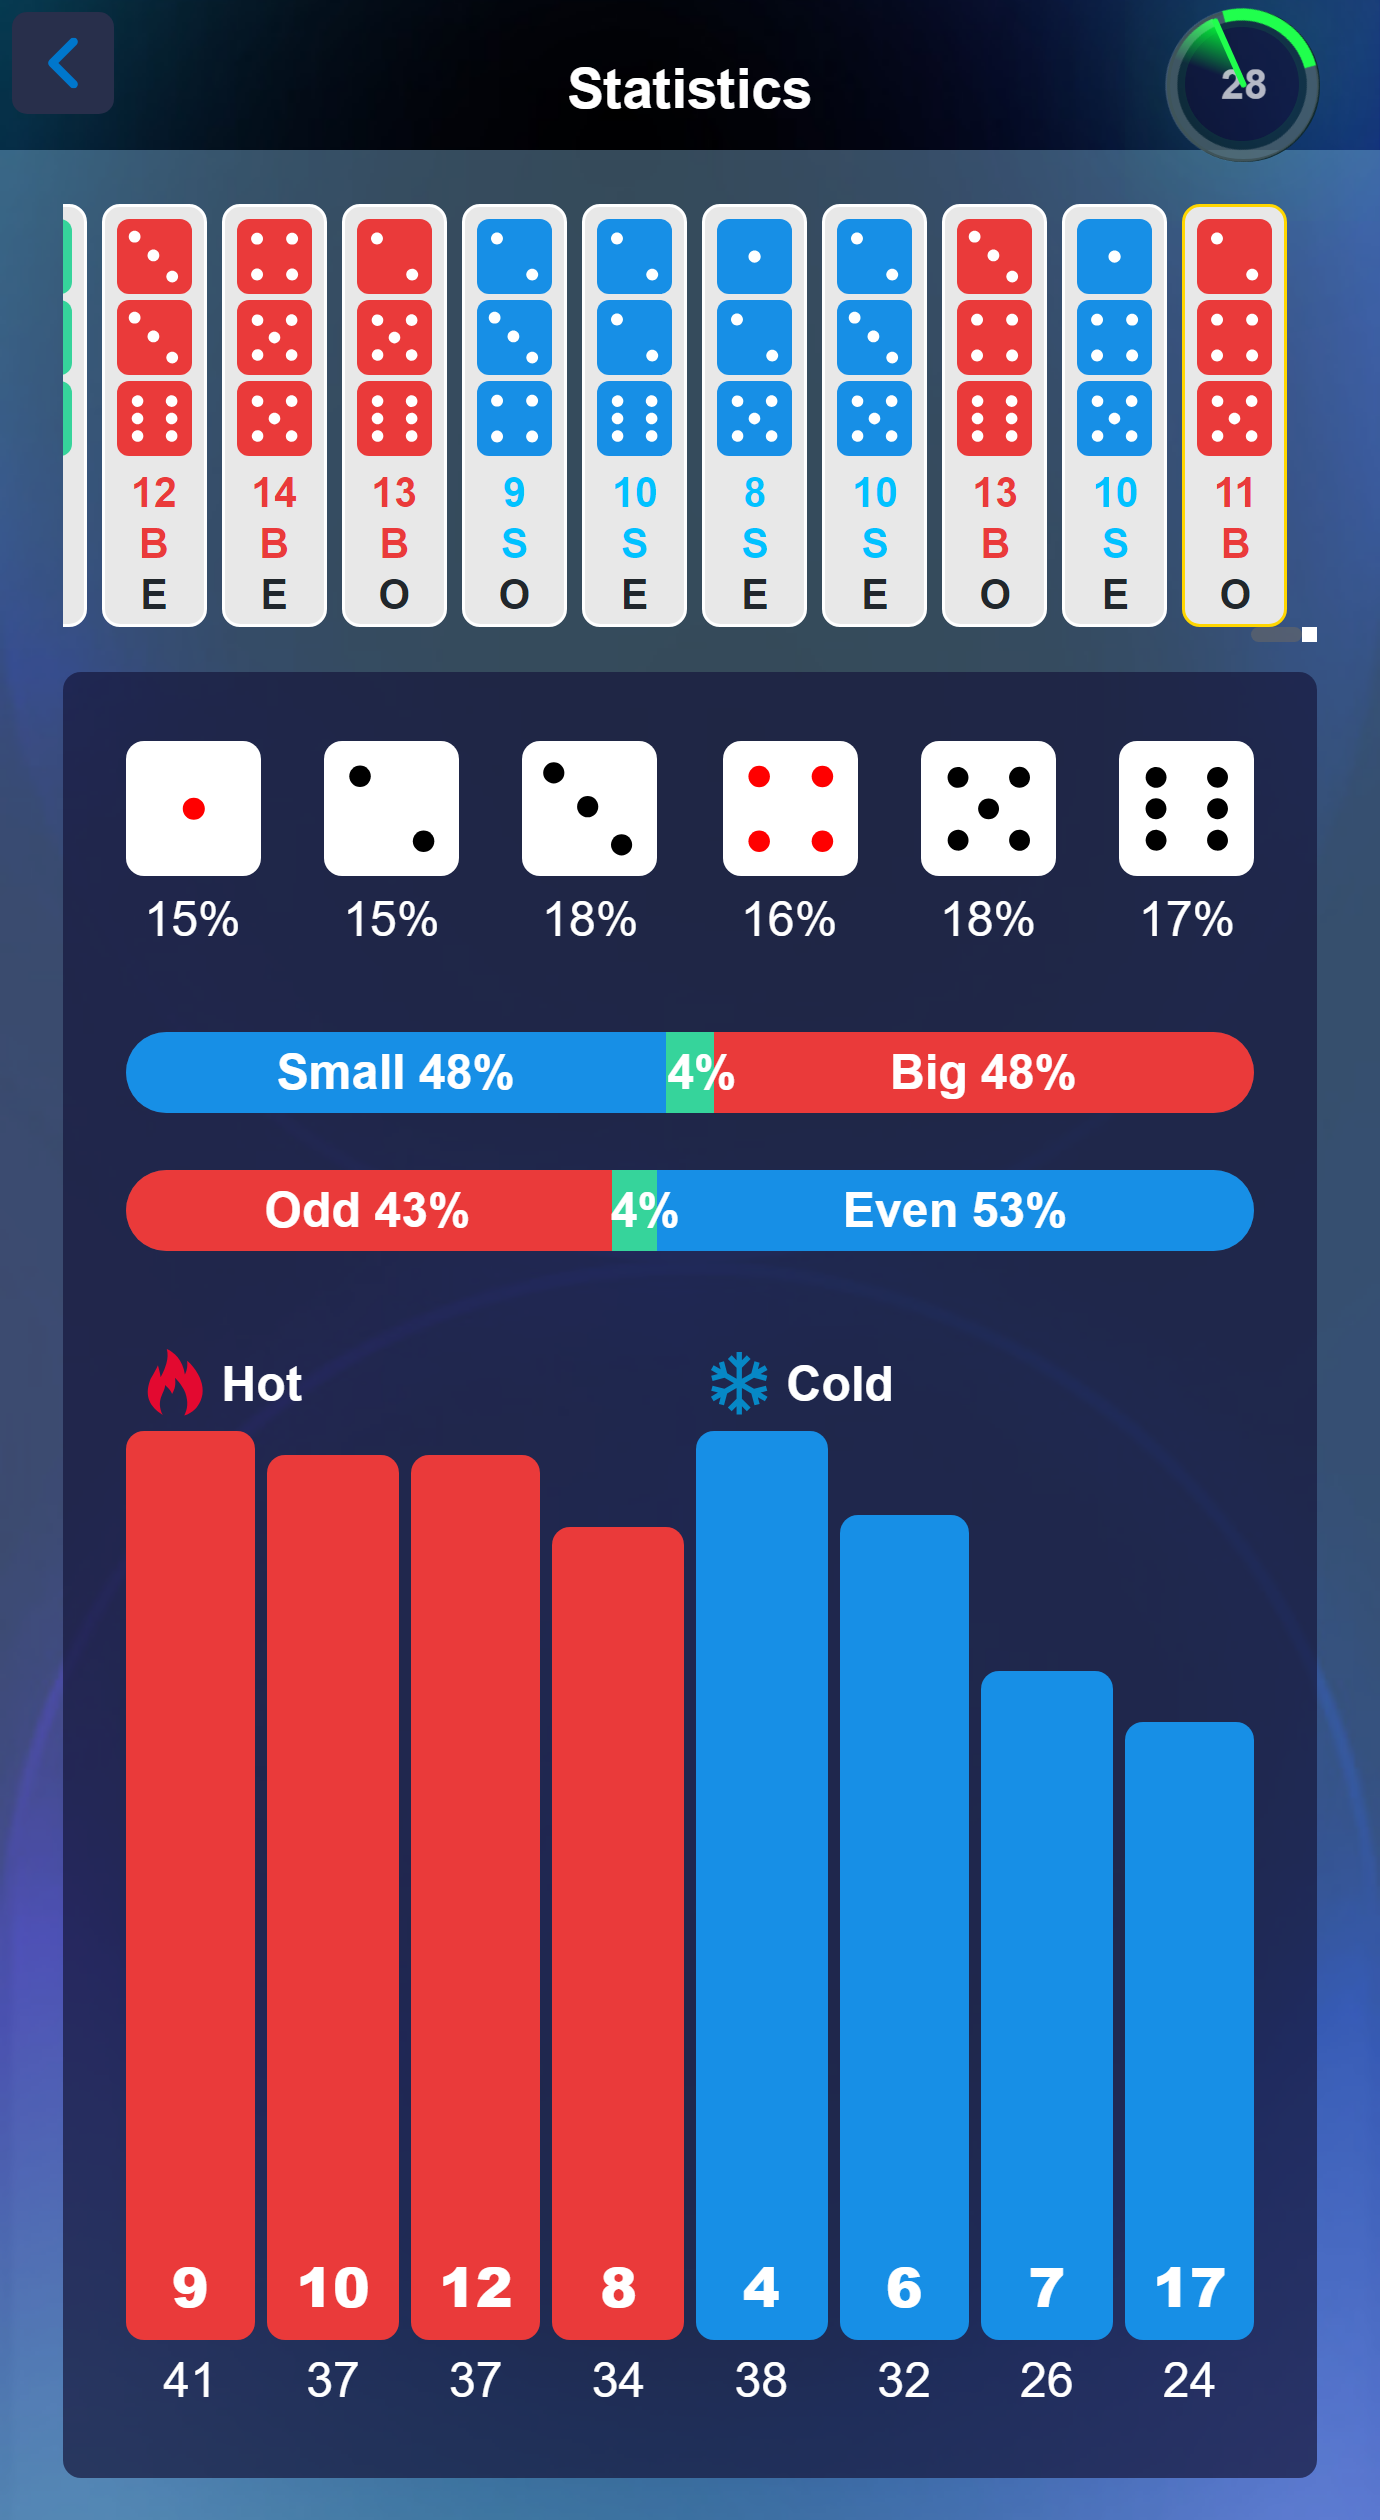 Statistics
28
12 14 13 9 10 8 10 13 10 11
B B B S S S S B S B
E E O O E E E O E O
15% 15% 18% 16% 18% 17%
Small 48% 4% Big 48%
Odd 43% 4% Even 53%
Hot Cold
9 10 12 8 4 6 7 17
41 37 37 34 38 32 26 24